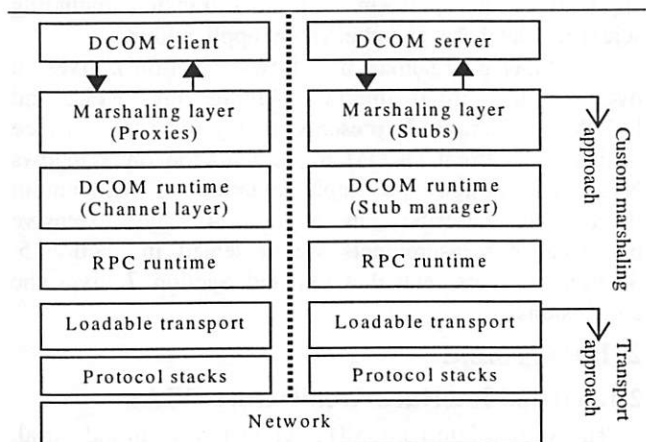 DCOM client
DCOM server
Marshaling layer
(Proxies)
Marshaling layer
(Stubs)
DCOM runtime
(Channel layer)
DCOM runtime
(Stub manager)
RPC runtime
RPC runtime
Loadable transport
Loadable transport
Protocol stacks
Protocol stacks
Network
Custom marshaling
approach
Transport
approach